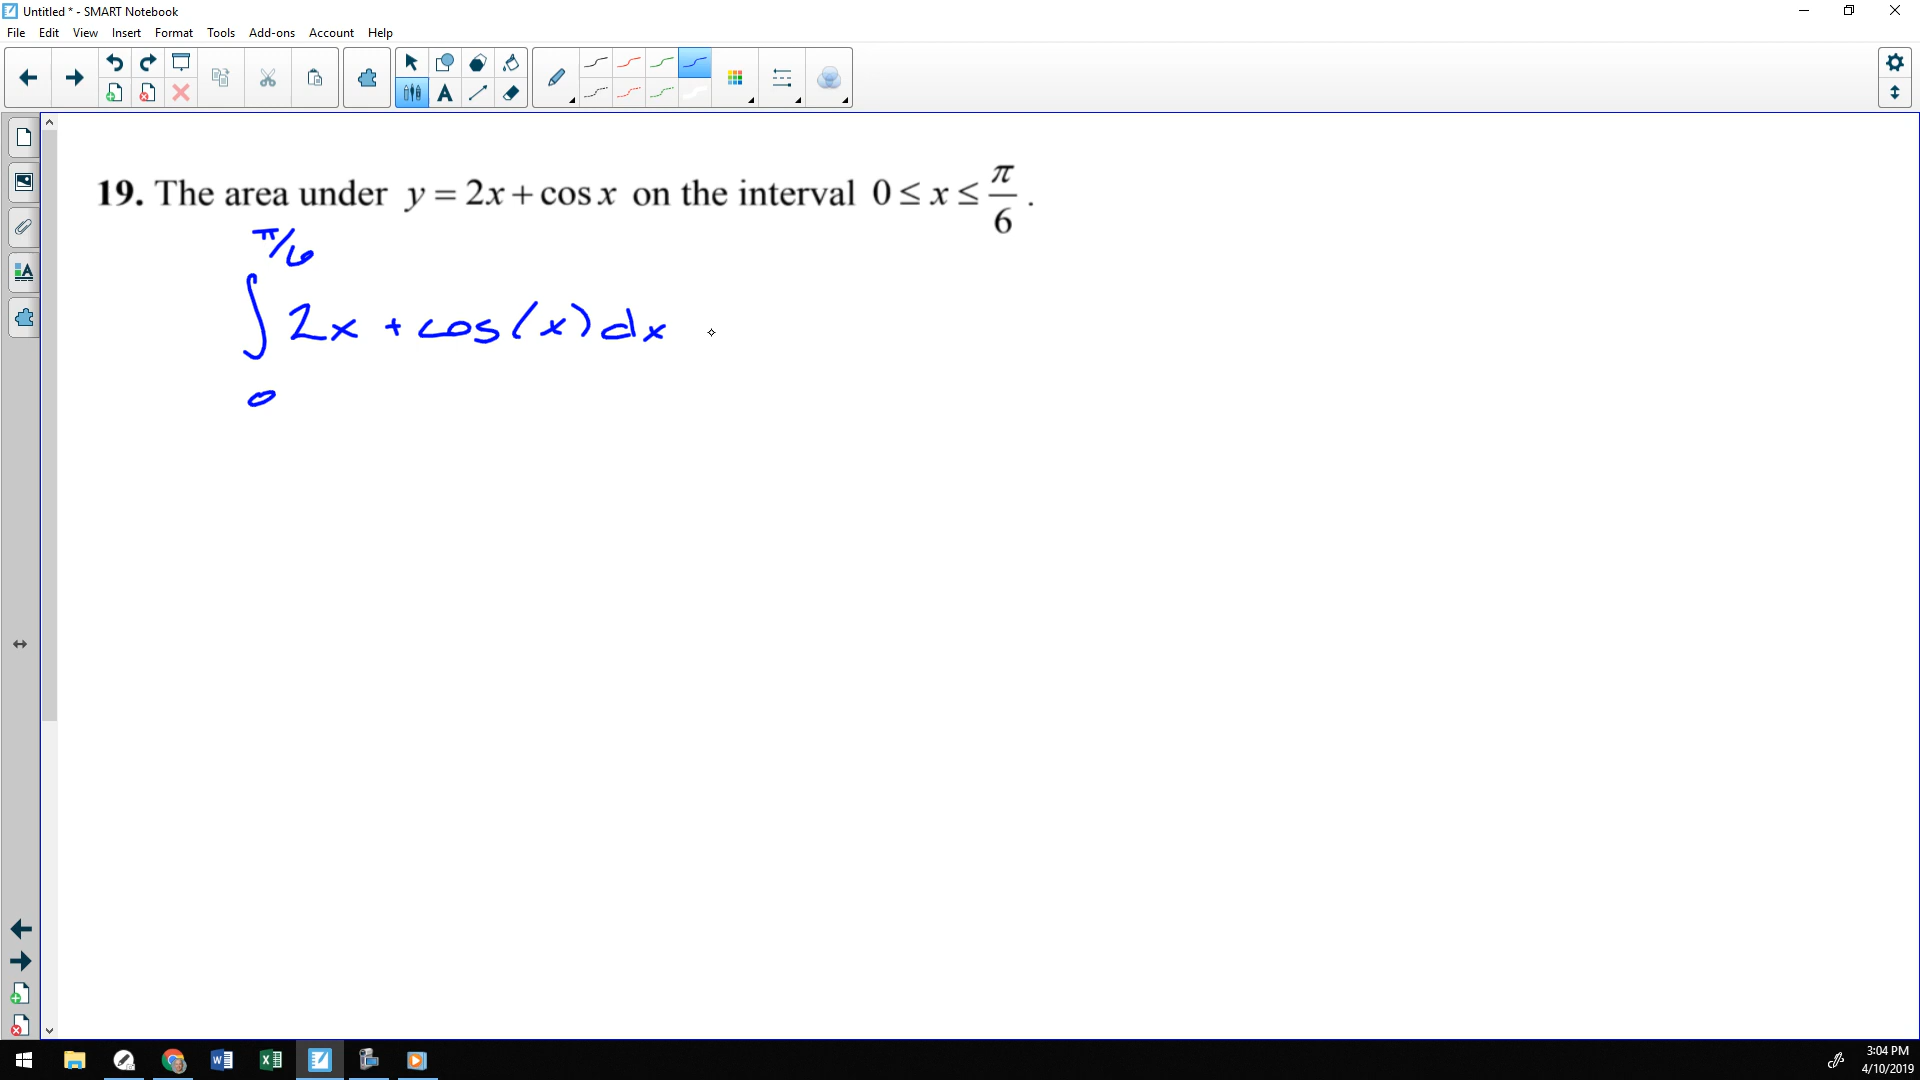 Untitled * - SMART Notebook
File Edit View Insert Format Tools Add-ons Account Help
19. The area under y = 2x + cos x on the interval 0 ≤ x ≤ π/6 .
π/6
∫ 2x + cos(x) dx
0
3:04 PM
4/10/2019